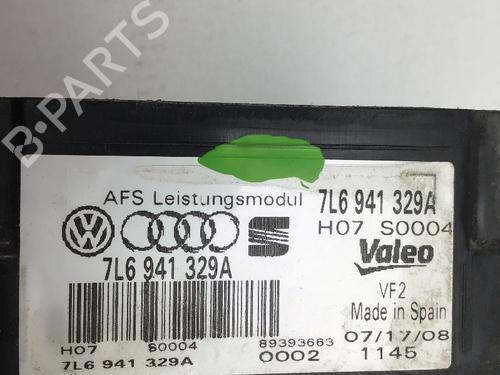 B-PARTS
AFS Leistungsmodul 7L6 941 329A
H07 S0004
7L6 941 329A
Valeo
VF2
Made in Spain
H07 S0004 89393663
07/17/08
7L6 941 329A 0002 1145